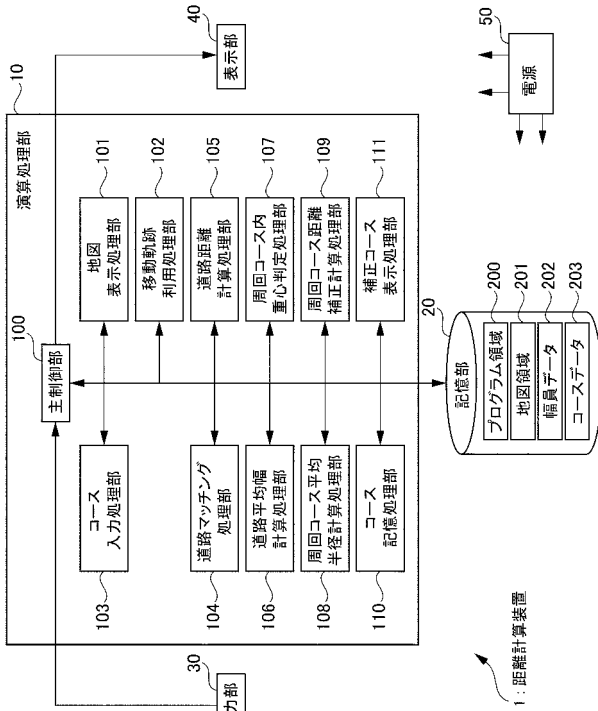 10
演算処理部
100
主制御部
40
表示部
コース
入力処理部
103
地図
表示処理部
101
移動軌跡
利用処理部
102
道路マッチング
処理部
104
道路距離
計算処理部
105
道路平均幅
計算処理部
106
周回コース内
重心判定処理部
107
周回コース平均
半径計算処理部
108
周回コース距離
補正計算処理部
109
コース
記憶処理部
110
補正コース
表示処理部
111
30
力部
20
記憶部
プログラム領域
200
地図領域
201
幅員データ
202
コースデータ
203
50
電源
1:距離計算装置